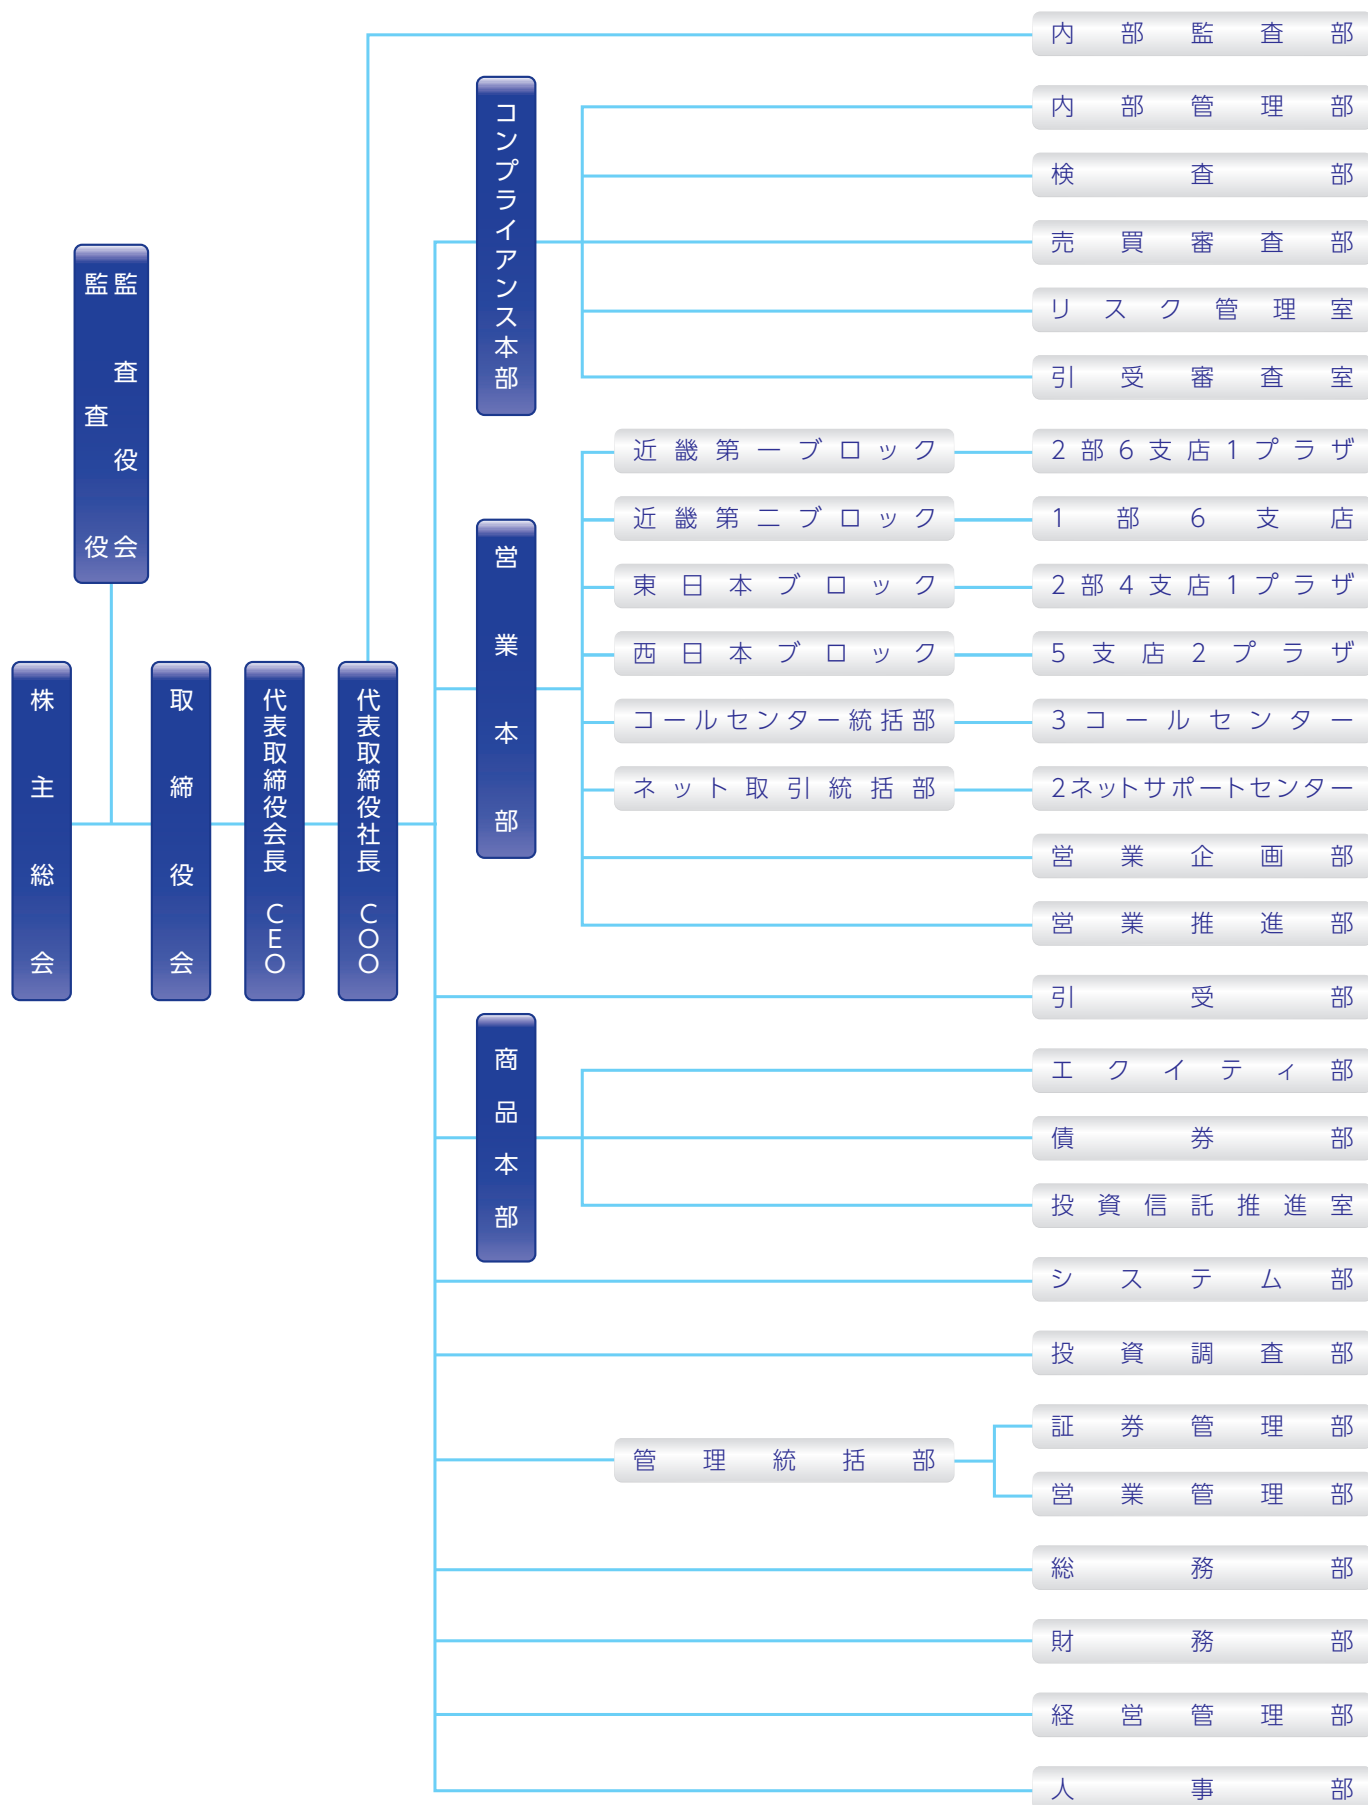 監査役会
監査役
株主総会
取締役会
代表取締役会長 CEO
代表取締役社長 COO
内部監査部
コンプライアンス本部
内部管理部
検査部
売買審査部
リスク管理室
引受審査室
営業本部
近畿第一ブロック
2部6支店1プラザ
近畿第二ブロック
1部6支店
東日本ブロック
2部4支店1プラザ
西日本ブロック
5支店2プラザ
コールセンター統括部
3コールセンター
ネット取引統括部
2ネットサポートセンター
営業企画部
営業推進部
引受部
商品本部
エクイティ部
債券部
投資信託推進室
システム部
投資調査部
管理統括部
証券管理部
営業管理部
総務部
財務部
経営管理部
人事部